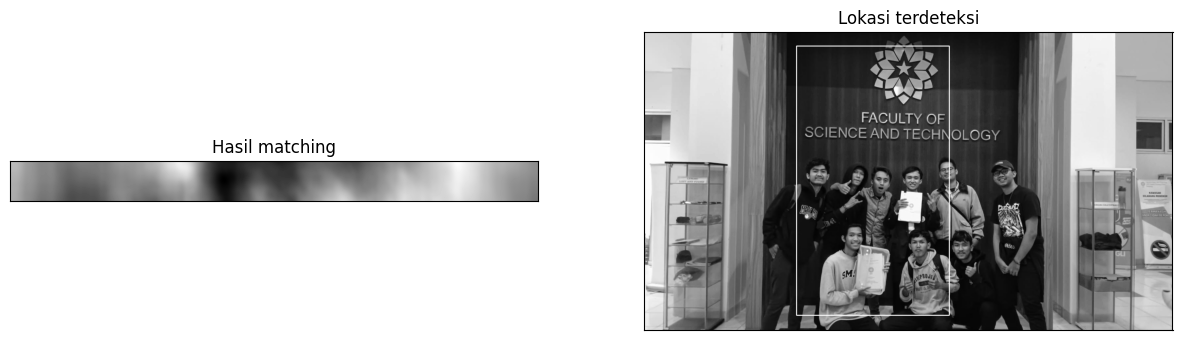 Hasil matching
Lokasi terdeteksi
FACULTY OF
SCIENCE AND TECHNOLOGY